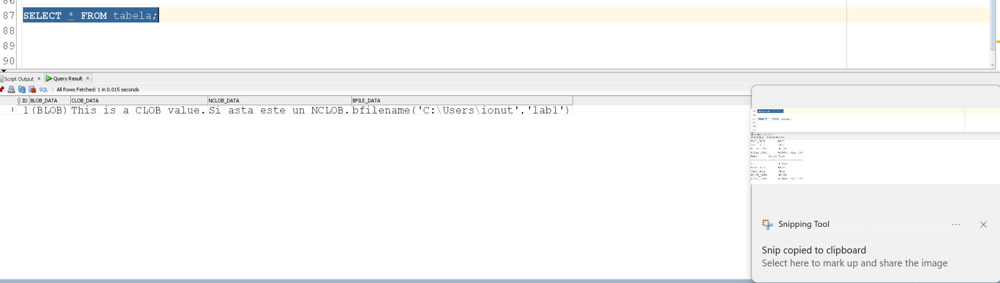 86
87 SELECT * FROM tabela;
88
89
90
Script Output x Query Result x
SQL | All Rows Fetched: 1 in 0.015 seconds
ID BLOB_DATA CLOB_DATA NCLOB_DATA BFILE_DATA
1 1 (BLOB) This is a CLOB value. Si asta este un NCLOB. bfilename('C:\Users\ionut','lab1')
Snipping Tool
Snip copied to clipboard
Select here to mark up and share the image